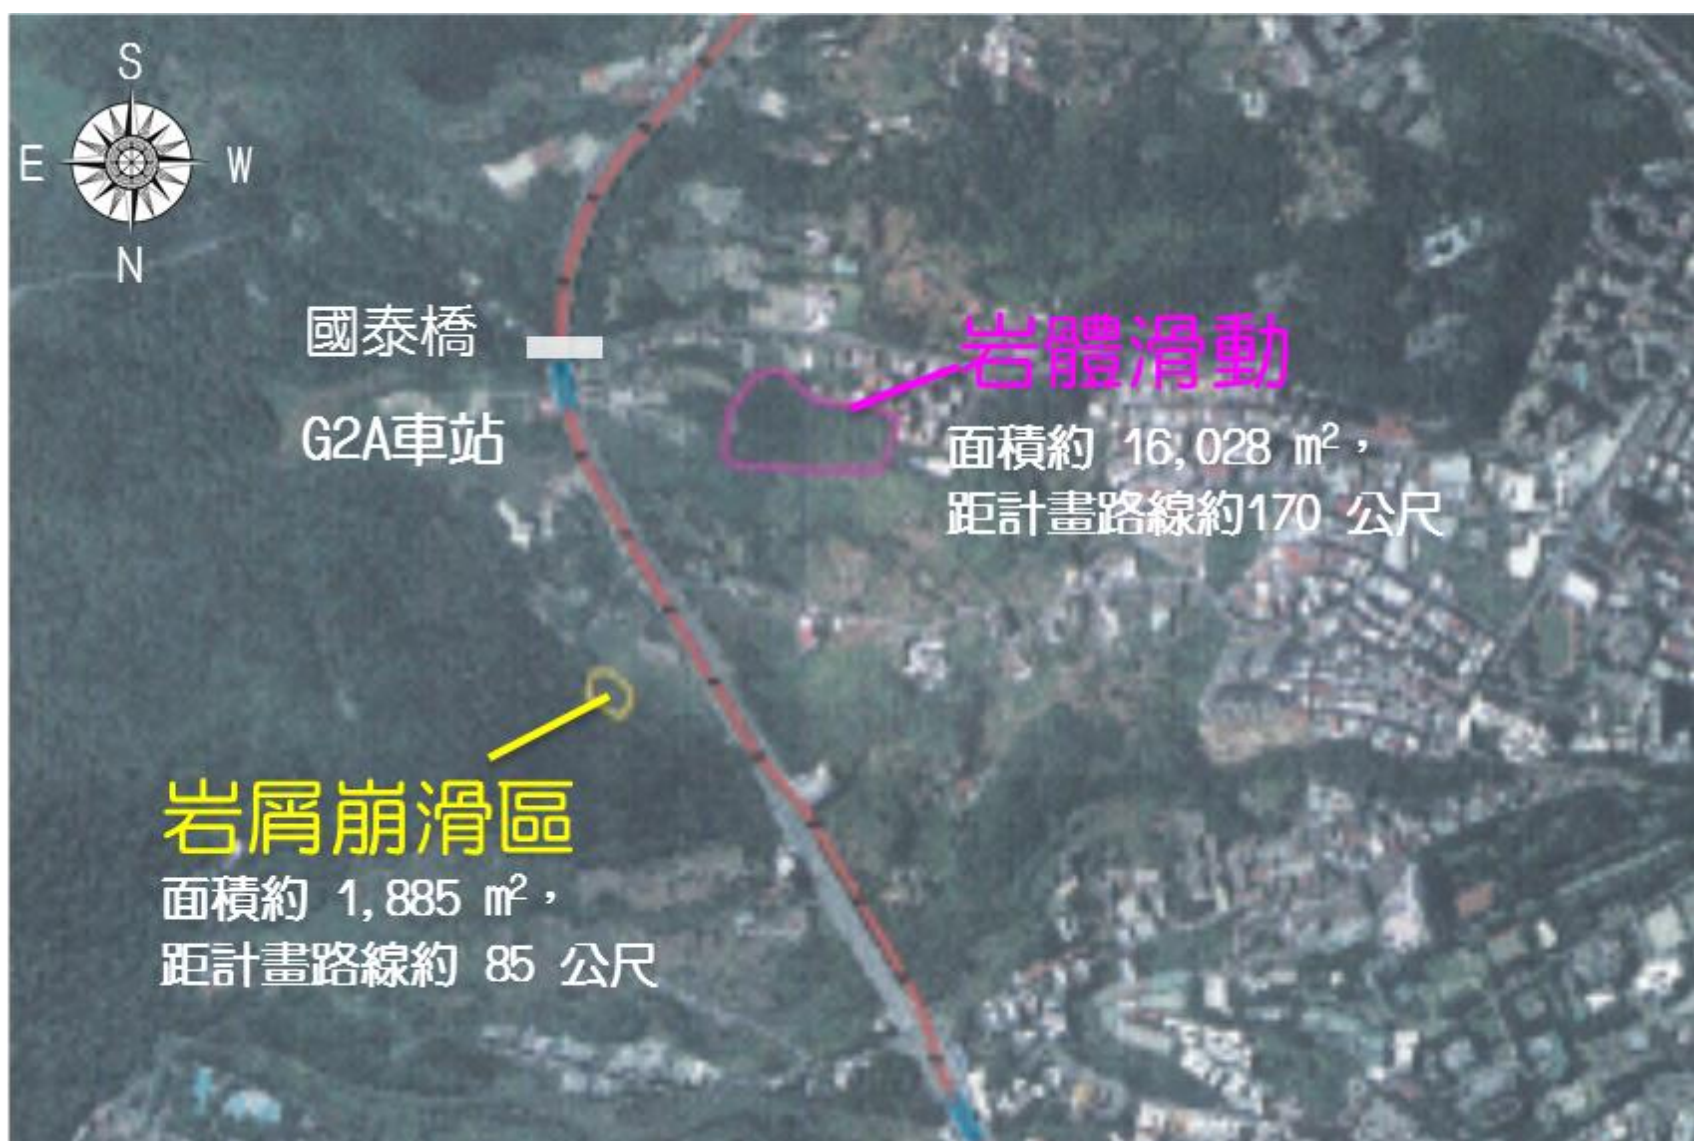 S
E
W
N
國泰橋
G2A車站
岩體滑動
面積約 16,028 m²，
距計畫路線約170 公尺
岩屑崩滑區
面積約 1,885 m²，
距計畫路線約 85 公尺